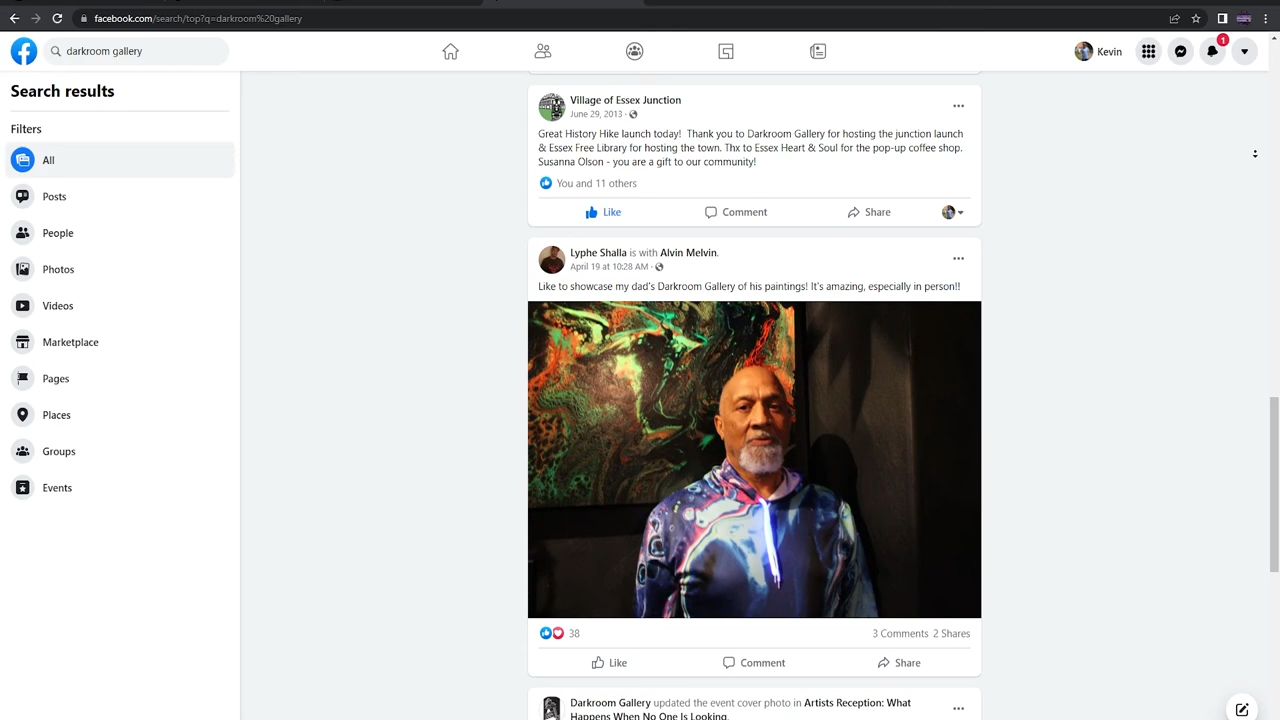 facebook.com/search/top?q=darkroom%20gallery
darkroom gallery
Kevin
1
Search results
Filters
All
Posts
People
Photos
Videos
Marketplace
Pages
Places
Groups
Events
Village of Essex Junction
June 29, 2013 ·
Great History Hike launch today! Thank you to Darkroom Gallery for hosting the junction launch
& Essex Free Library for hosting the town. Thx to Essex Heart & Soul for the pop-up coffee shop.
Susanna Olson - you are a gift to our community!
You and 11 others
Like Comment Share
Lyphe Shalla is with Alvin Melvin.
April 19 at 10:28 AM ·
Like to showcase my dad's Darkroom Gallery of his paintings! It's amazing, especially in person!!
38 3 Comments 2 Shares
Like Comment Share
Darkroom Gallery updated the event cover photo in Artists Reception: What
Happens When No One Is Looking.